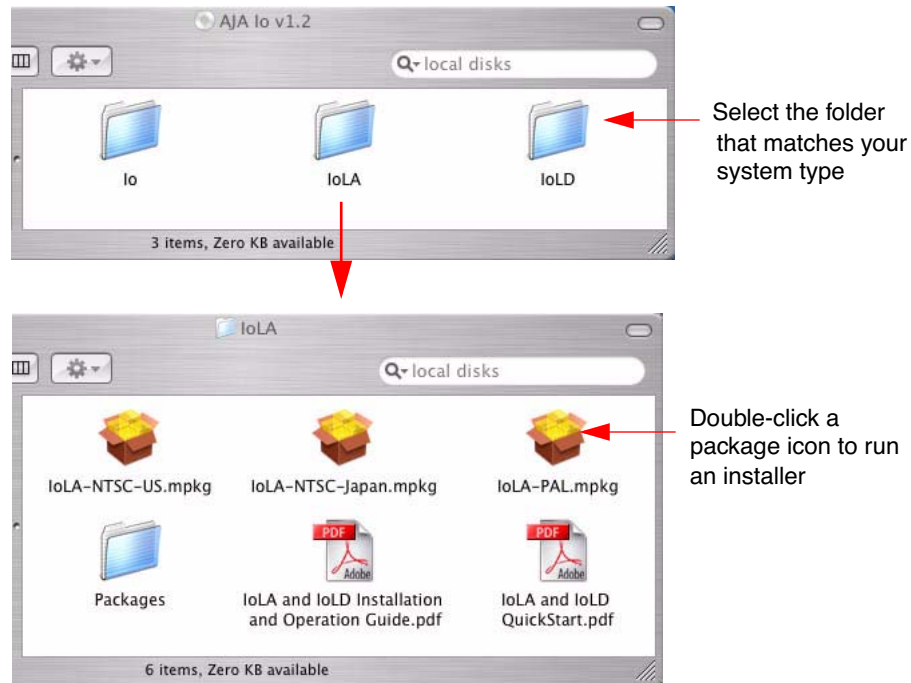 AJA Io v1.2
local disks
Io
IoLA
IoLD
3 items, Zero KB available
Select the folder
that matches your
system type
IoLA
local disks
IoLA-NTSC-US.mpkg
IoLA-NTSC-Japan.mpkg
IoLA-PAL.mpkg
Packages
PDF
Adobe
IoLA and IoLD Installation
and Operation Guide.pdf
PDF
Adobe
IoLA and IoLD
QuickStart.pdf
6 items, Zero KB available
Double-click a
package icon to run
an installer